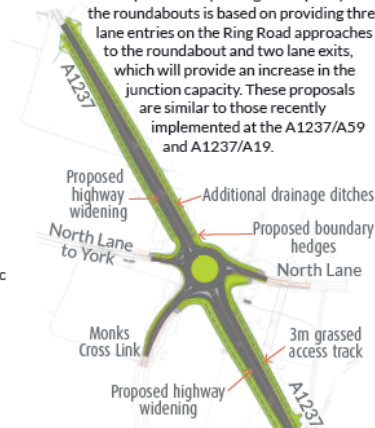 the roundabouts is based on providing thre
lane entries on the Ring Road approaches
to the roundabout and two lane exits,
which will provide an increase in the
junction capacity. These proposals
are similar to those recently
implemented at the A1237/A59
and A1237/A19.
A1237
Proposed
highway
widening
Additional drainage ditches
Proposed boundary
hedges
North Lane
to York
North Lane
c
Monks
Cross Link
3m grassed
access track
Proposed highway
widening
A1237